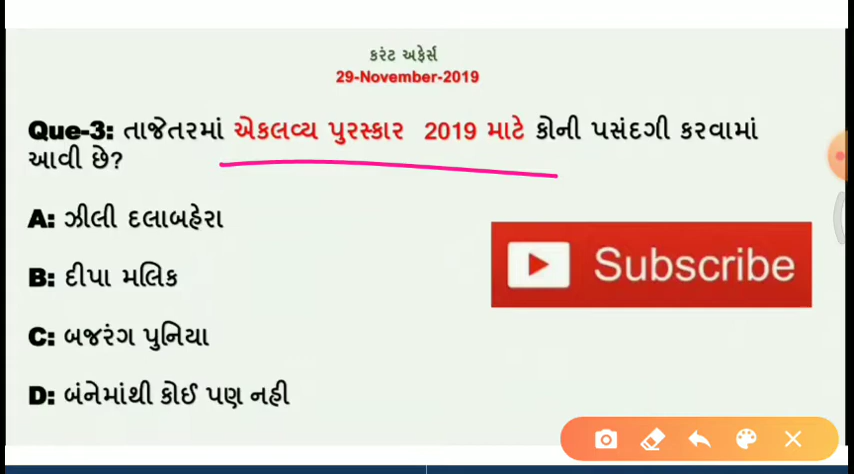 કરંટ અફેર્સ
29-November-2019
Que-3: તાજેતરમાં એકલવ્ય પુરસ્કાર 2019 માટે કોની પસંદગી કરવામાં
આવી છે?
A: ઝીલી દલાબહેરા
B: દીપા મલિક
Subscribe
C: બજરંગ પુનિયા
D: બંનેમાંથી કોઈ પણ નહી